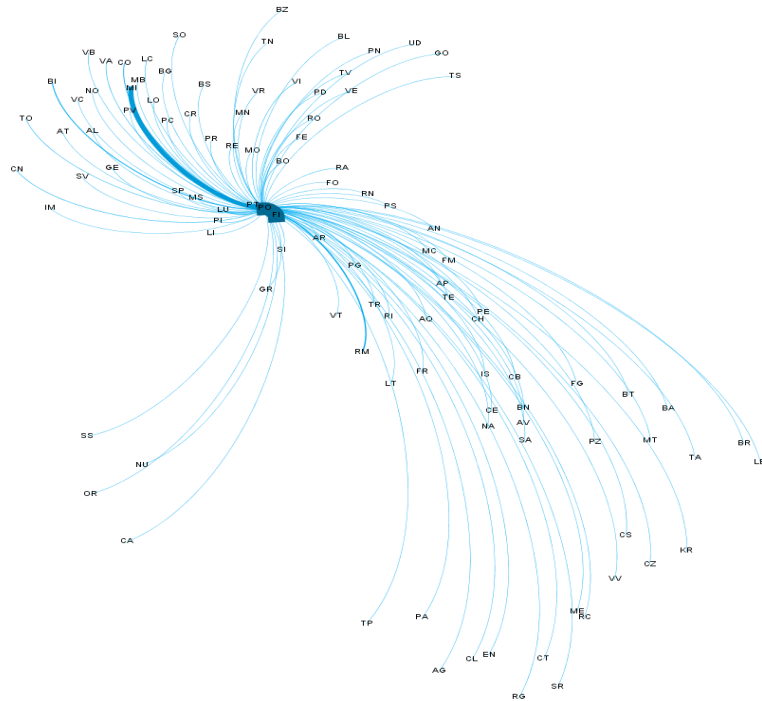 BZ
SO
BL
TN
UD
PN
VB
GO
VA
CO
LC
BG
MB
TV
TS
BI
BS
VI
MI
NO
VR
PD
VE
VC
LO
PV
CR
MN
TO
PC
RO
AT
AL
PR
FE
RE
MO
BO
GE
CN
RA
SV
FO
SP
MS
RN
IM
PT
PO
PS
LU
FI
PI
LI
AN
AR
SI
MC
FM
PG
GR
AP
TE
TR
VT
RI
AQ
PE
CH
RM
FR
IS
CB
LT
FG
BT
CE
BN
BA
NA
AV
SS
SA
PZ
MT
BR
TA
LE
NU
OR
CS
CA
KR
CZ
VV
ME
RC
PA
TP
EN
CL
CT
AG
SR
RG